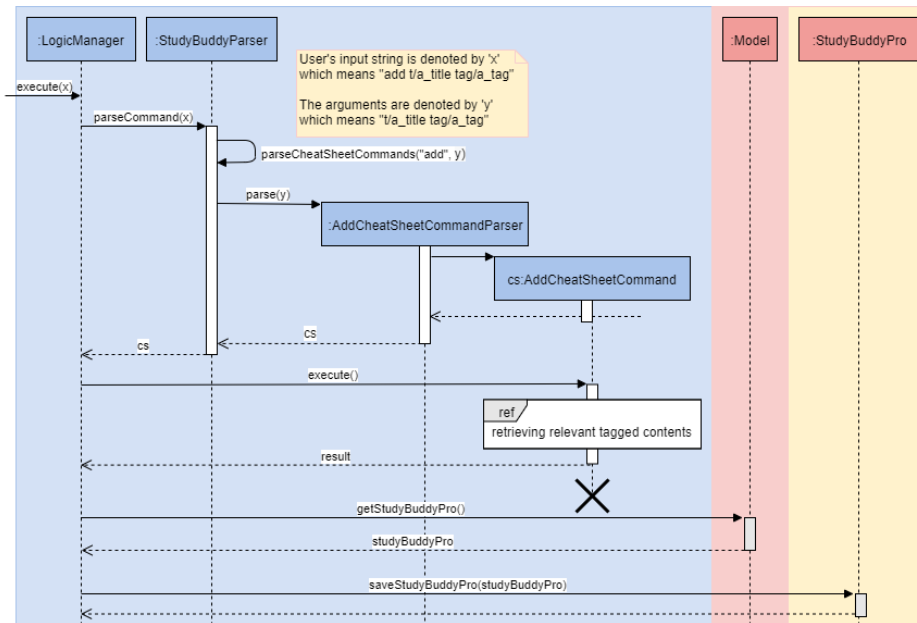 :LogicManager
:StudyBuddyParser
:Model
:StudyBuddyPro
User's input string is denoted by 'x'
which means "add t/a_title tag/a_tag"
The arguments are denoted by 'y'
which means "t/a_title tag/a_tag"
execute(x)
parseCommand(x)
parseCheatSheetCommands("add", y)
parse(y)
:AddCheatSheetCommandParser
cs:AddCheatSheetCommand
cs
cs
execute()
ref
retrieving relevant tagged contents
result
getStudyBuddyPro()
studyBuddyPro
saveStudyBuddyPro(studyBuddyPro)